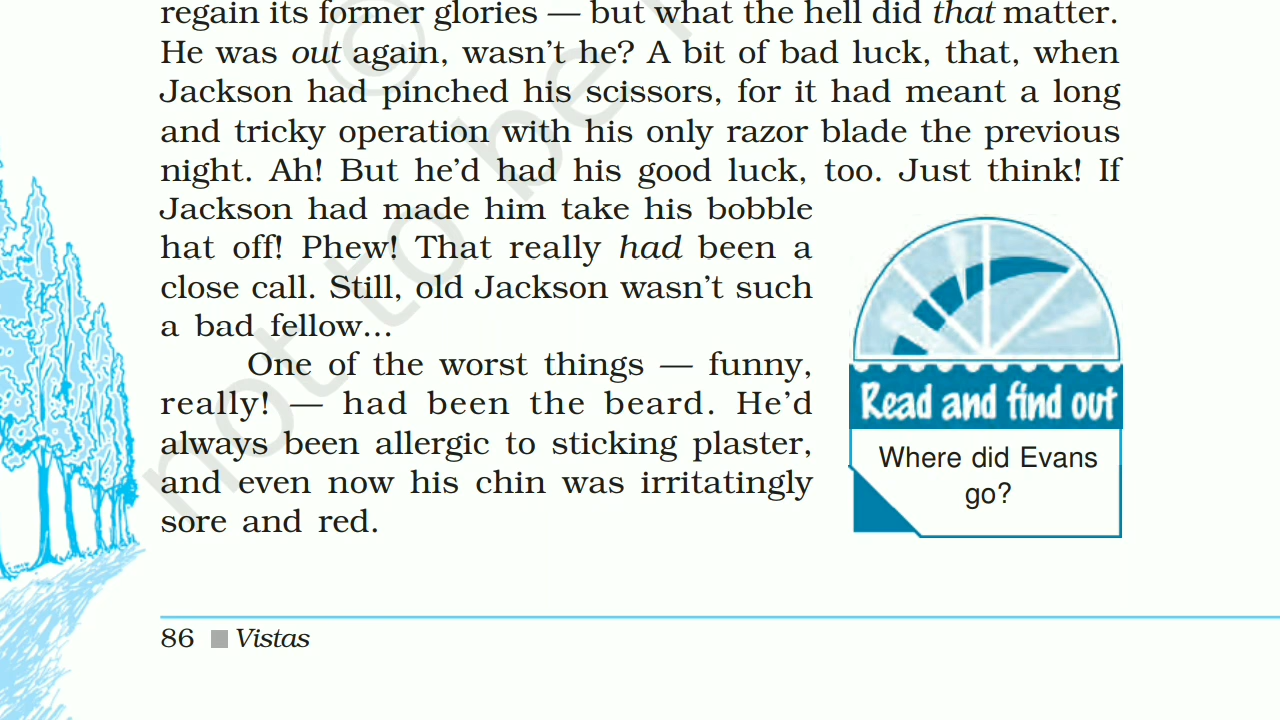 regain its former glories — but what the hell did that matter.
He was out again, wasn't he? A bit of bad luck, that, when
Jackson had pinched his scissors, for it had meant a long
and tricky operation with his only razor blade the previous
night. Ah! But he'd had his good luck, too. Just think! If
Jackson had made him take his bobble
hat off! Phew! That really had been a
close call. Still, old Jackson wasn't such
a bad fellow...
One of the worst things — funny,
really! — had been the beard. He'd
always been allergic to sticking plaster,
and even now his chin was irritatingly
sore and red.
Read and find out
Where did Evans
go?
86 Vistas
© not to be r